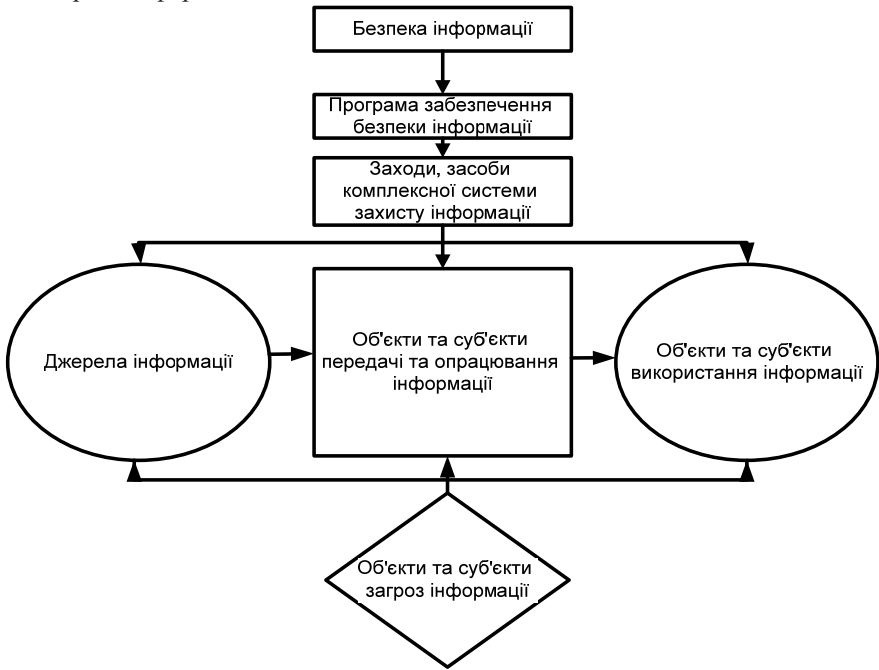 Безпека інформації
Програма забезпечення
безпеки інформації
Заходи, засоби
комплексної системи
захисту інформації
Джерела інформації
Об'єкти та суб'єкти
передачі та опрацювання
інформації
Об'єкти та суб'єкти
використання інформації
Об'єкти та суб'єкти
загроз інформації